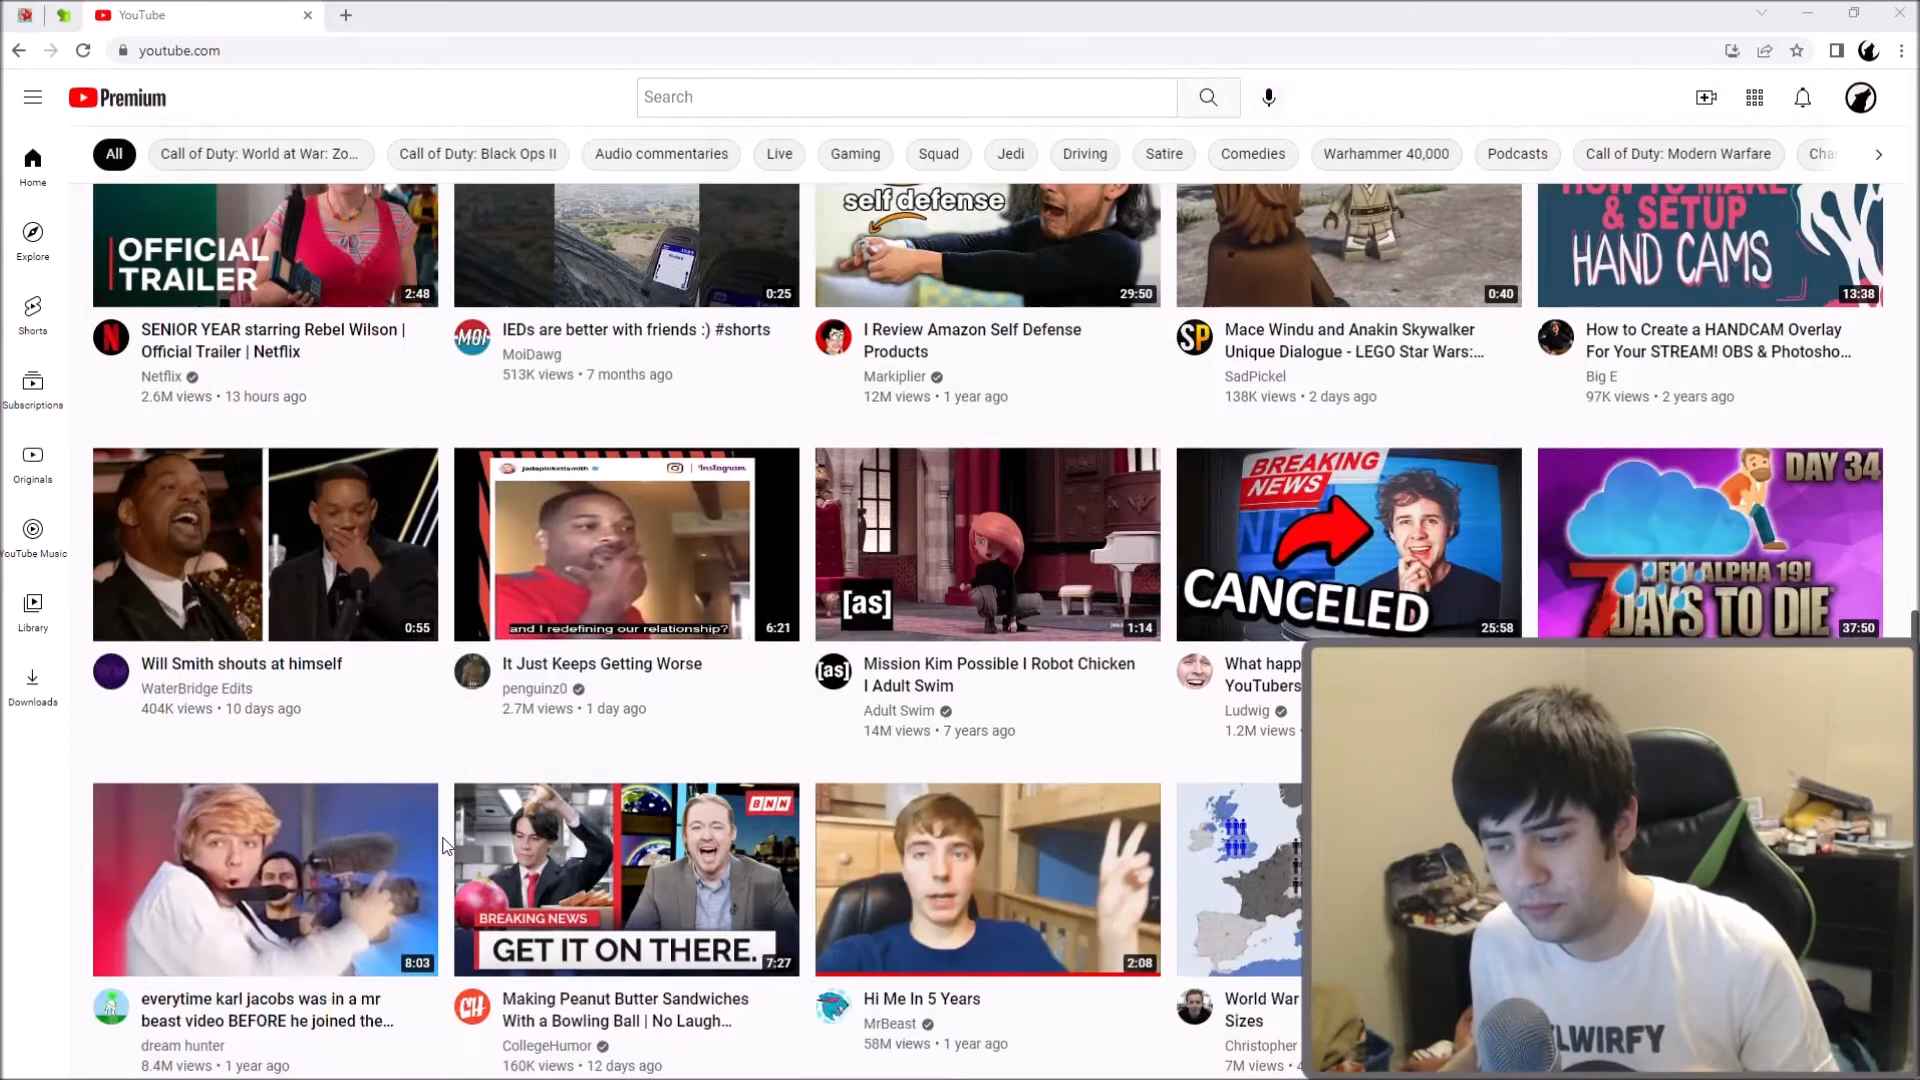 YouTube
youtube.com
Premium
Search
All
Call of Duty: World at War: Zo...
Call of Duty: Black Ops II
Audio commentaries
Live
Gaming
Squad
Jedi
Driving
Satire
Comedies
Warhammer 40,000
Podcasts
Call of Duty: Modern Warfare
Home
Explore
Shorts
Subscriptions
Originals
YouTube Music
Library
Downloads
OFFICIAL
TRAILER
2:48
SENIOR YEAR starring Rebel Wilson |
Official Trailer | Netflix
Netflix
2.6M views • 13 hours ago
0:25
MOI
IEDs are better with friends :) #shorts
MoiDawg
513K views • 7 months ago
self defense
29:50
I Review Amazon Self Defense
Products
Markiplier
12M views • 1 year ago
0:40
SP
Mace Windu and Anakin Skywalker
Unique Dialogue - LEGO Star Wars:...
SadPickel
138K views • 2 days ago
HOW TO MAKE
& SETUP
HAND CAMS
13:38
How to Create a HANDCAM Overlay
For Your STREAM! OBS & Photosho...
Big E
97K views • 2 years ago
0:55
Will Smith shouts at himself
WaterBridge Edits
404K views • 10 days ago
jadapinkettsmith
Instagram
and I redefining our relationship?
6:21
It Just Keeps Getting Worse
penguinz0
2.7M views • 1 day ago
[as]
1:14
[as]
Mission Kim Possible I Robot Chicken
I Adult Swim
Adult Swim
14M views • 7 years ago
BREAKING
NEWS
CANCELED
25:58
What happ
YouTubers
Ludwig
1.2M views
DAY 34
NEW ALPHA 19!
7 DAYS TO DIE
37:50
8:03
everytime karl jacobs was in a mr
beast video BEFORE he joined the...
dream hunter
8.4M views • 1 year ago
BNN
BREAKING NEWS
GET IT ON THERE.
7:27
CH
Making Peanut Butter Sandwiches
With a Bowling Ball | No Laugh...
CollegeHumor
160K views • 12 days ago
2:08
Hi Me In 5 Years
MrBeast
58M views • 1 year ago
World War
Sizes
Christopher
7M views •
LWIRFY